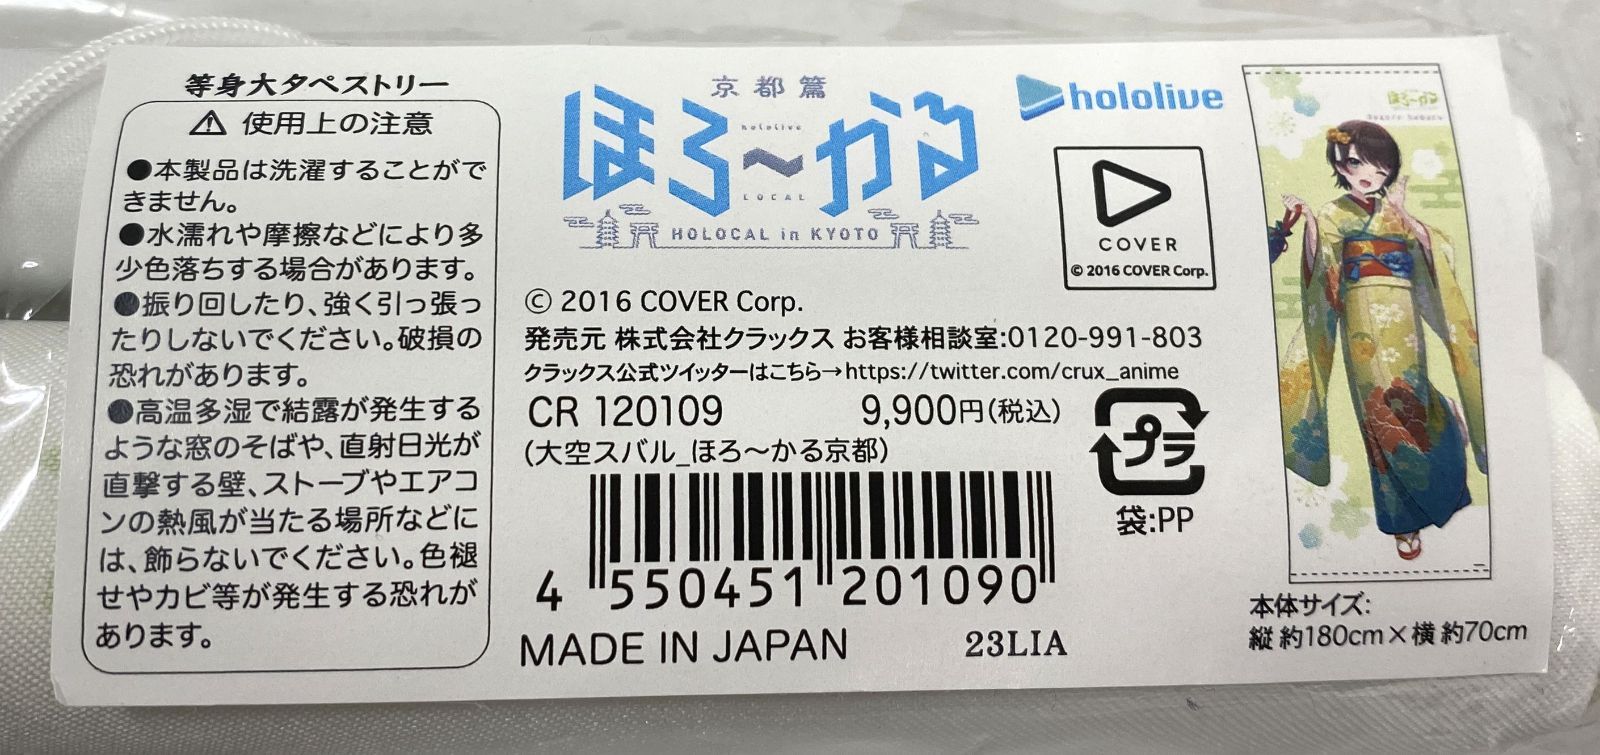 等身大タペストリー
⚠ 使用上の注意
●本製品は洗濯することがで
きません。
●水濡れや摩擦などにより多
少色落ちする場合があります。
●振り回したり、強く引っ張っ
たりしないでください。破損の
恐れがあります。
●高温多湿で結露が発生する
ような窓のそばや、直射日光が
直撃する壁、ストーブやエアコ
ンの熱風が当たる場所などに
は、飾らないでください。色褪
せやカビ等が発生する恐れが
あります。
京都篇
ほろ〜かる
hololive
LOCAL
HOLOCAL in KYOTO
hololive
COVER
© 2016 COVER Corp.
© 2016 COVER Corp.
発売元 株式会社クラックス お客様相談室:0120-991-803
クラックス公式ツイッターはこちら→https://twitter.com/crux_anime
CR 120109 9,900円(税込)
(大空スバル_ほろ〜かる京都)
プラ
袋:PP
4 550451 201090
MADE IN JAPAN 23LIA
ほろ〜かる
Oozora Subaru
本体サイズ:
縦 約180cm×横 約70cm